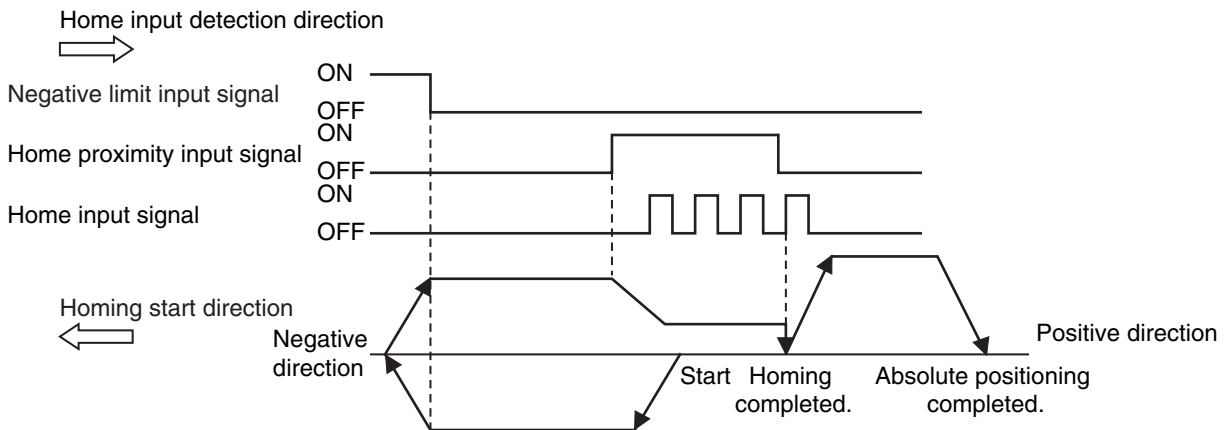 Home input detection direction
ON
Negative limit input signal
OFF
ON
Home proximity input signal
OFF
ON
Home input signal
OFF
Homing start direction
Negative
direction
Positive direction
Start
Homing
completed.
Absolute positioning
completed.